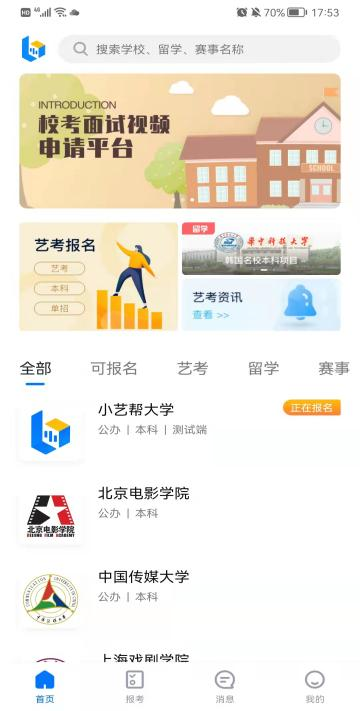 HD 4G 70% 17:53
搜索学校、留学、赛事名称
INTRODUCTION
校考面试视频
申请平台
SCHOOL
艺考报名
艺考
本科
单招
留学
华中科技大学
韩国名校本科项目
艺考资讯
查看 >>
全部 可报名 艺考 留学 赛事
小艺帮大学 正在报名
公办 | 本科 | 测试端
北京电影学院
公办 | 本科
北京电影学院
BEIJING FILM ACADEMY
中国传媒大学
公办 | 本科
上海戏剧学院
首页 报考 消息 我的